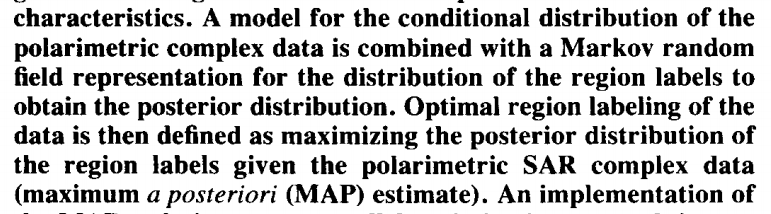 characteristics. A model for the conditional distribution of the
polarimetric complex data is combined with a Markov random
field representation for the distribution of the region labels to
obtain the posterior distribution. Optimal region labeling of the
data is then defined as maximizing the posterior distribution of
the region labels given the polarimetric SAR complex data
(maximum a posteriori (MAP) estimate). An implementation of